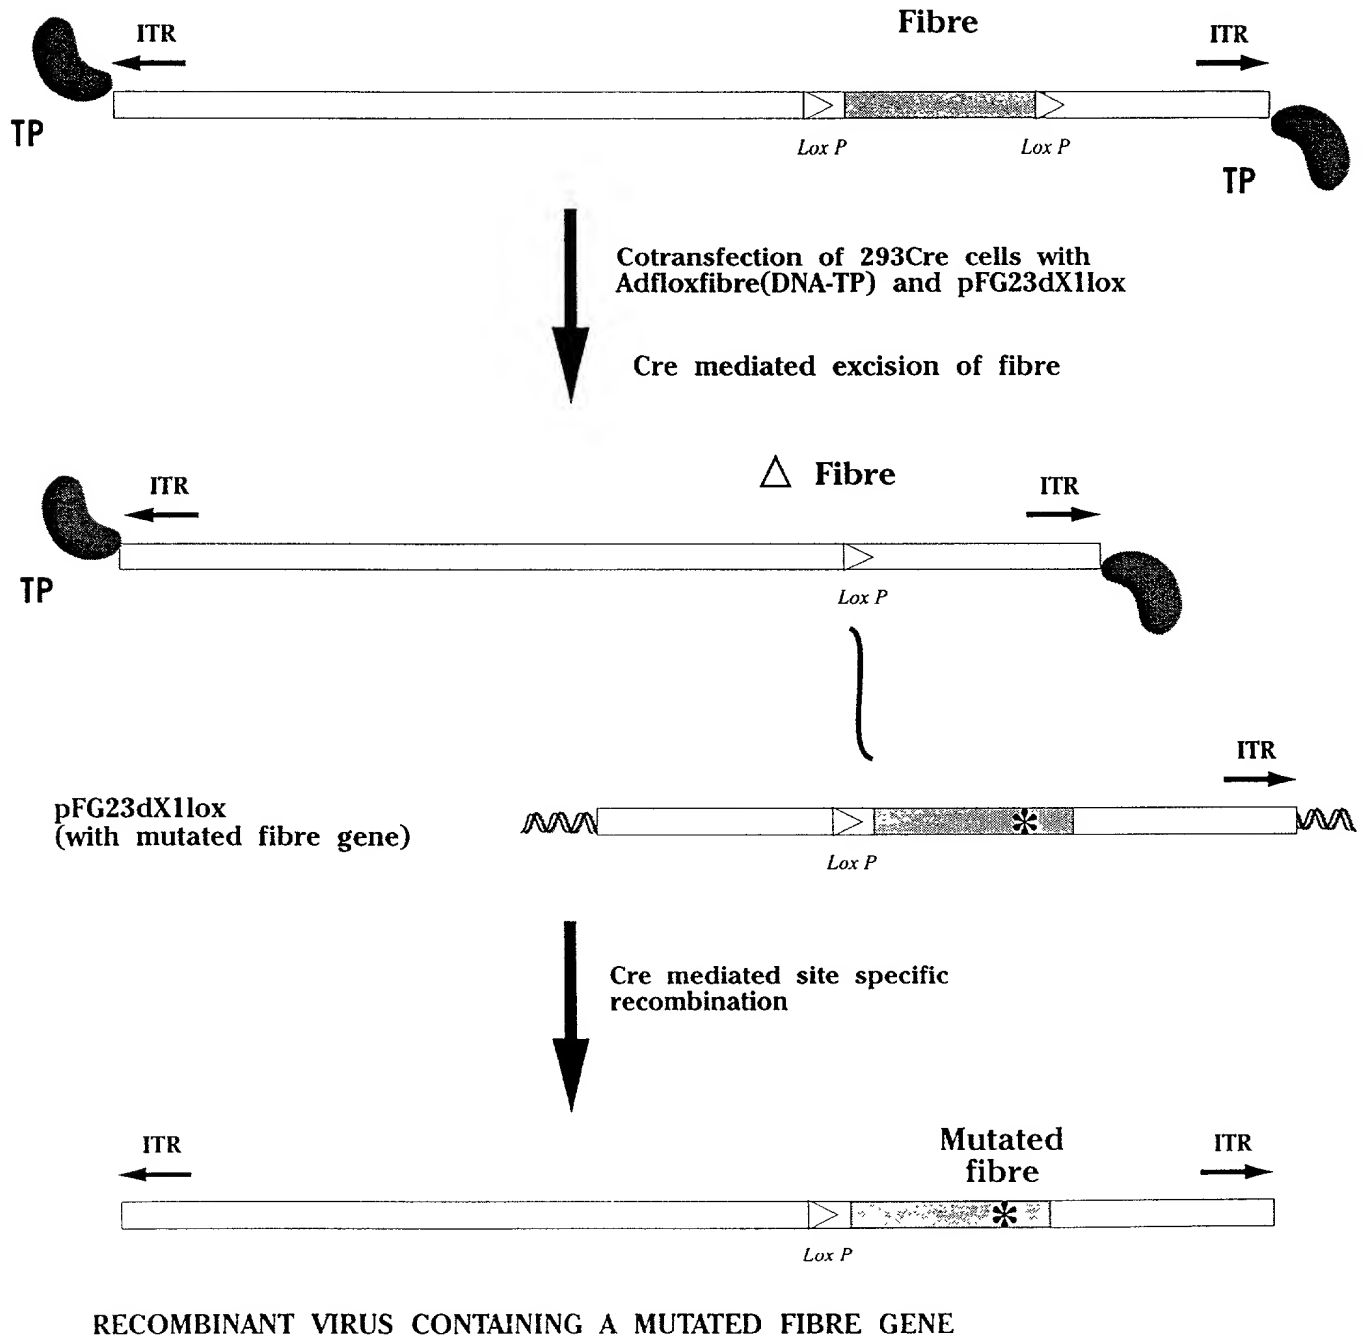 ITR
Fibre
ITR
TP
Lox P
Lox P
TP
Cotransfection of 293Cre cells with
Adfloxfibre(DNA-TP) and pFG23dX1lox
Cre mediated excision of fibre
△ Fibre
ITR
ITR
TP
Lox P
ITR
pFG23dX1lox
(with mutated fibre gene)
*
Lox P
Cre mediated site specific
recombination
ITR
Mutated
fibre
ITR
*
Lox P
RECOMBINANT VIRUS CONTAINING A MUTATED FIBRE GENE